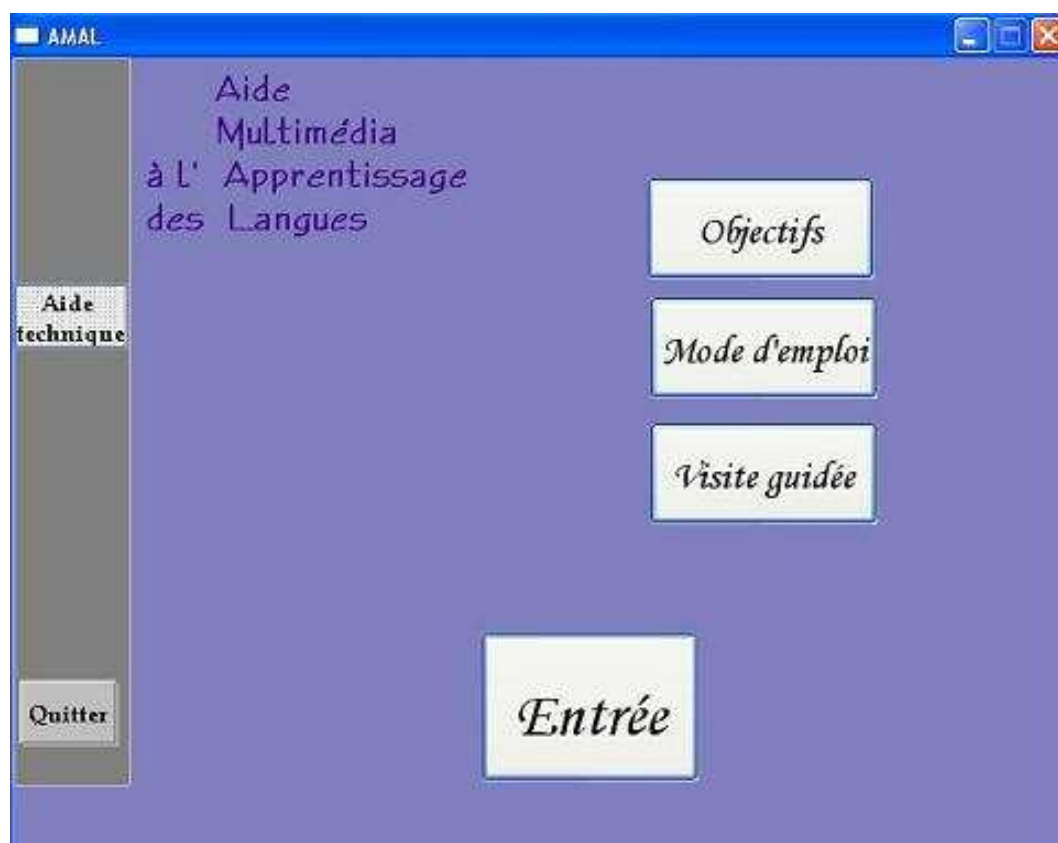 AMAL
Aide
Multimédia
à l' Apprentissage
des Langues
Objectifs
Aide
technique
Mode d'emploi
Visite guidée
Quitter
Entrée